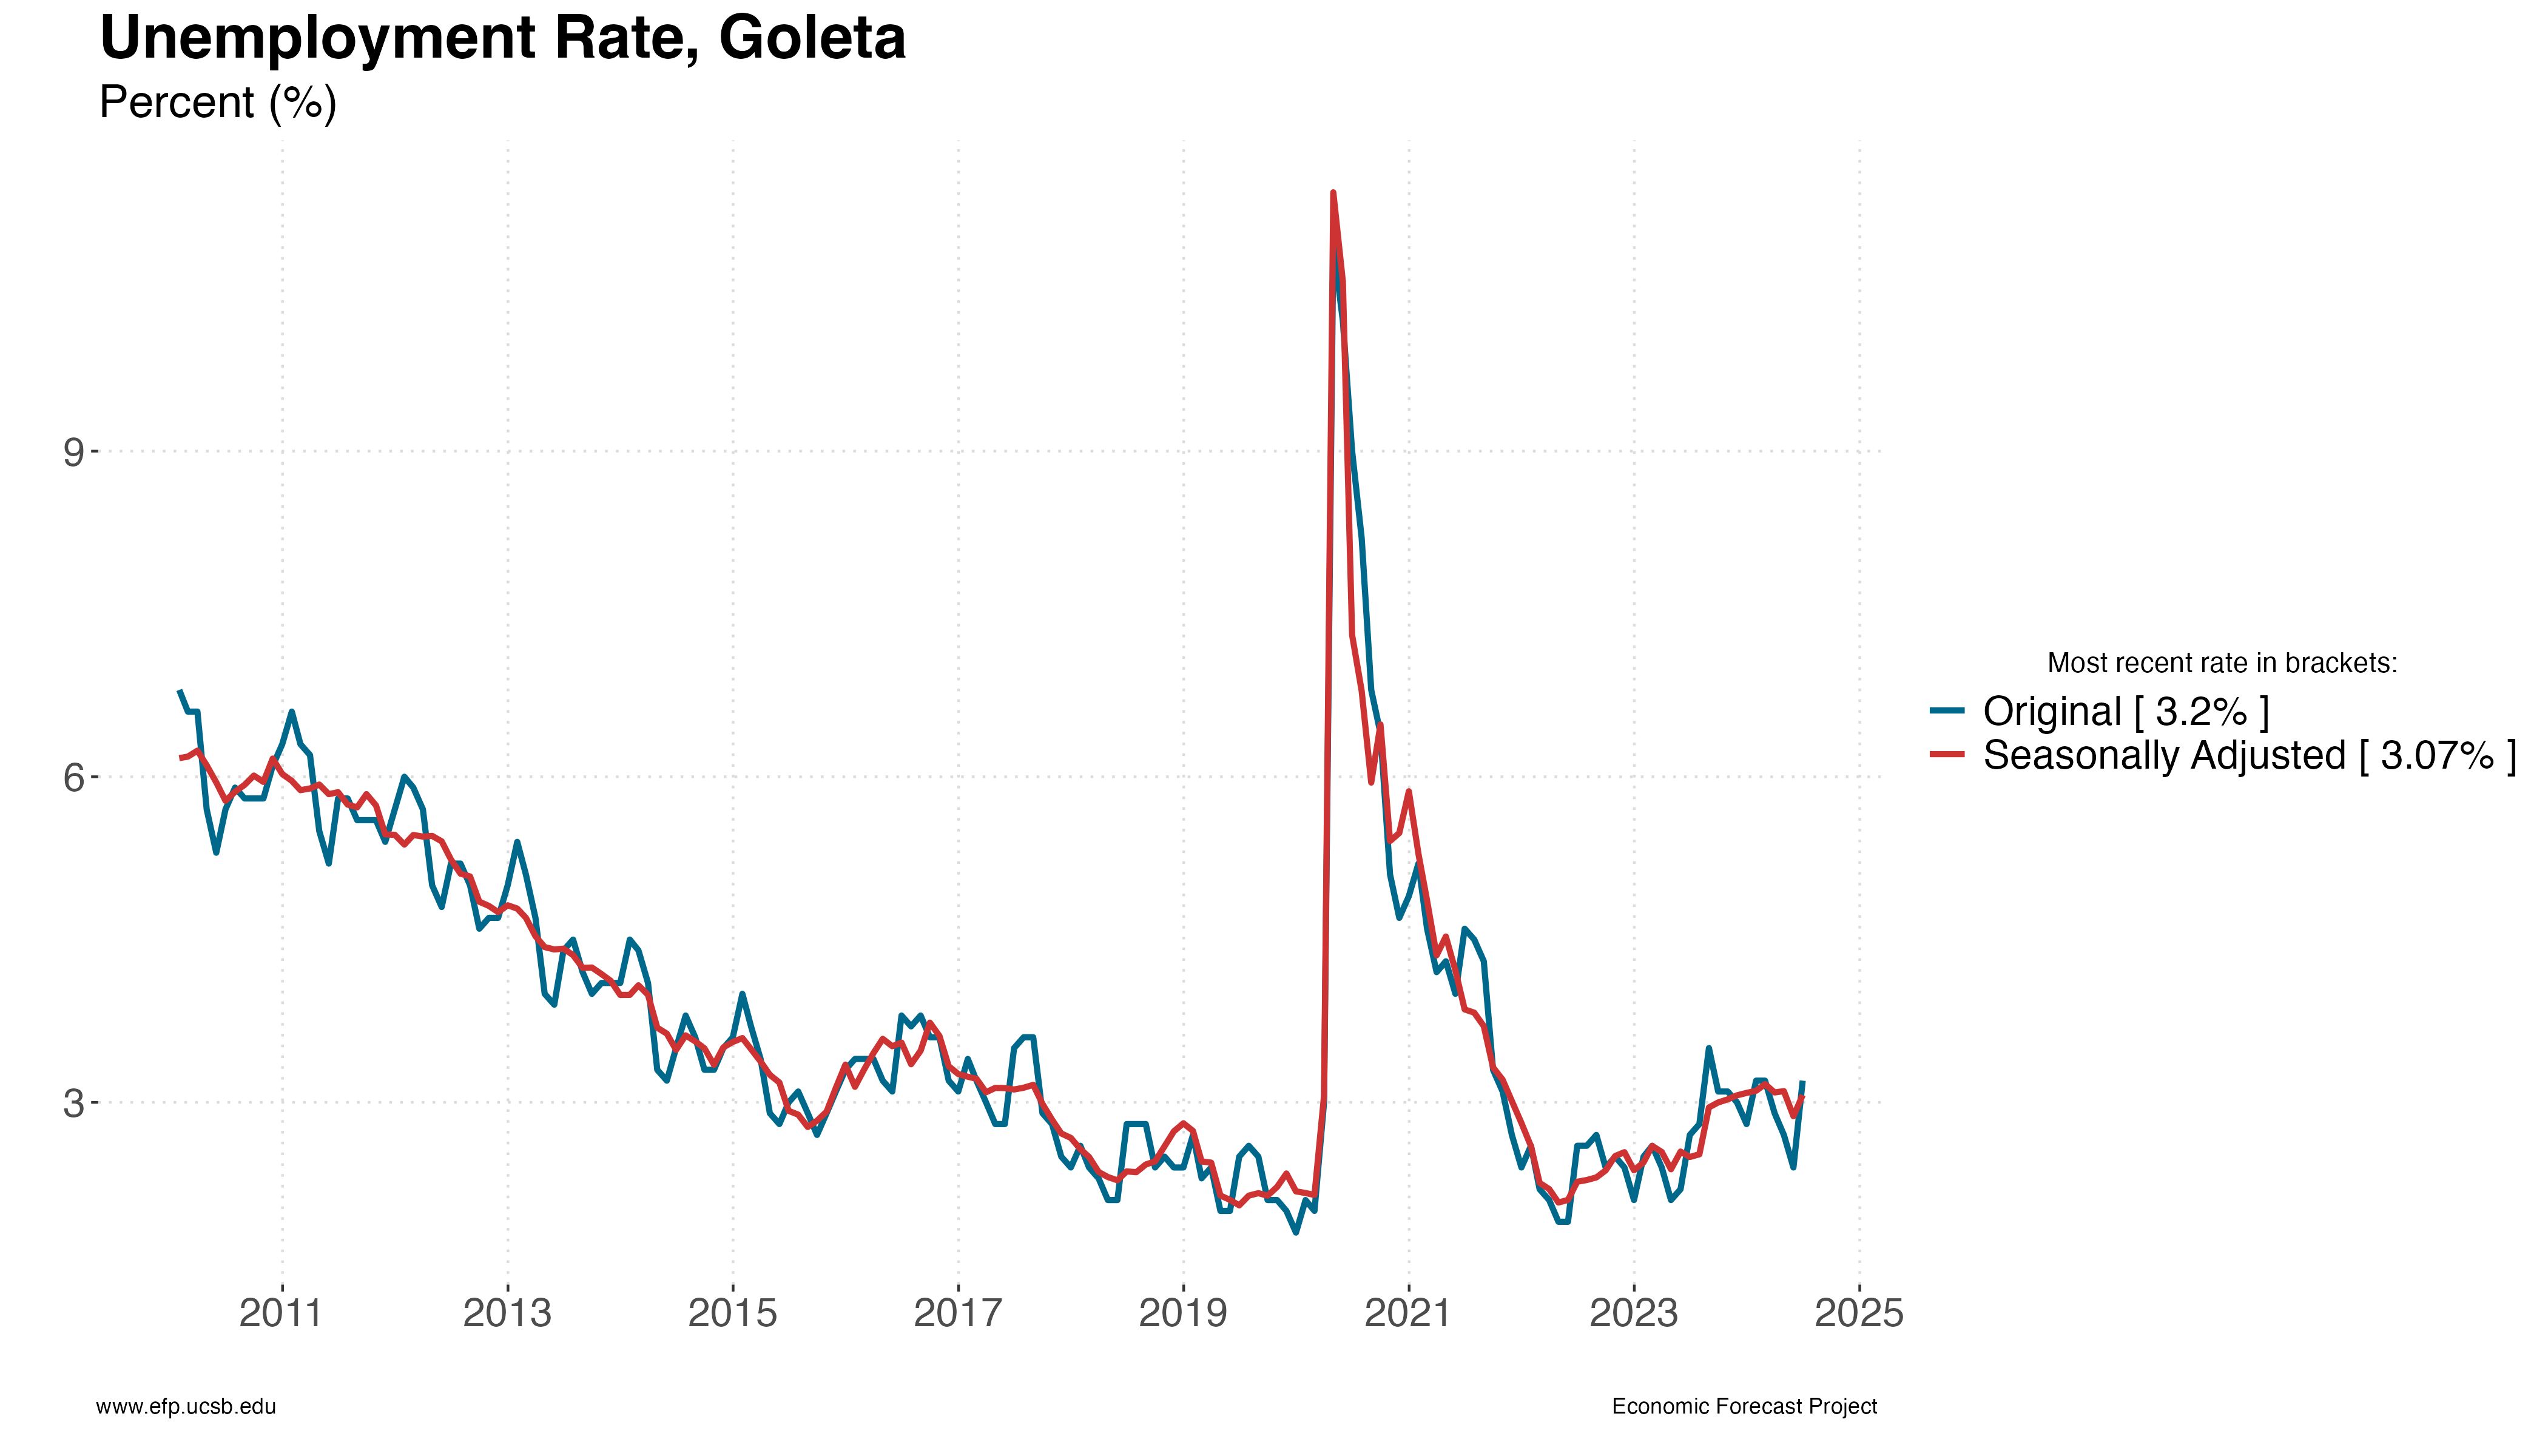 Unemployment Rate, Goleta
Percent (%)
9
6
3
2011 2013 2015 2017 2019 2021 2023 2025
Most recent rate in brackets:
Original [ 3.2% ]
Seasonally Adjusted [ 3.07% ]
www.efp.ucsb.edu
Economic Forecast Project